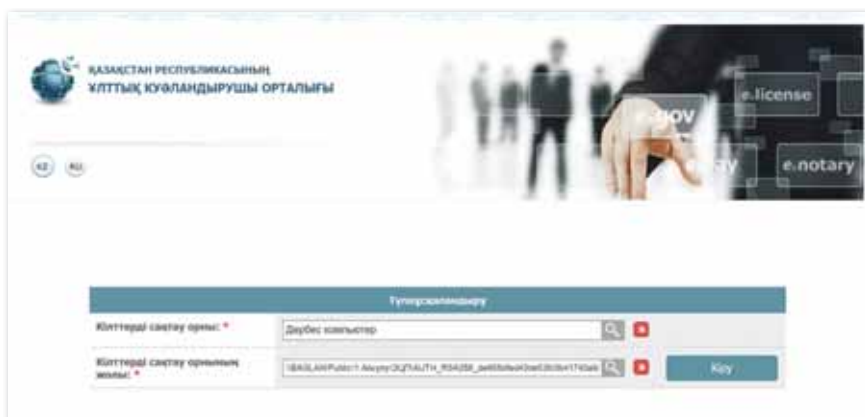 ҚАЗАҚСТАН РЕСПУБЛИКАСЫНЫҢ
ҰЛТТЫҚ КУӘЛАНДЫРУШЫ ОРТАЛЫҒЫ
e.license
e.gov
e.notary
KZ RU
Түпнұсқаландыру
Кілттерді сақтау орны: *
Дербес компьютер
Кілттерді сақтау орнының
жолы: *
Кіру